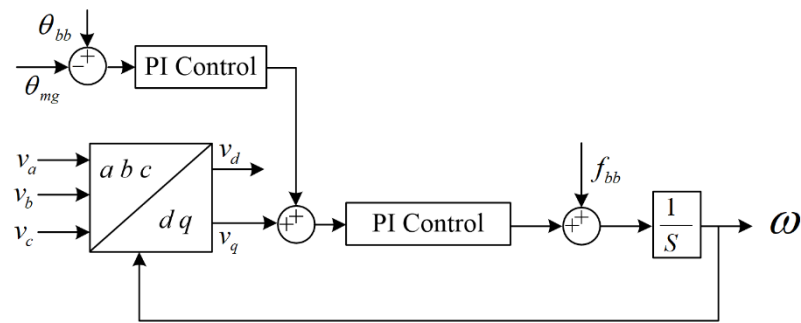 θbb
+
−
θmg
PI Control
va
vb
vc
a b c
d q
vd
vq
+
+
PI Control
fbb
+
+
1
S
ω